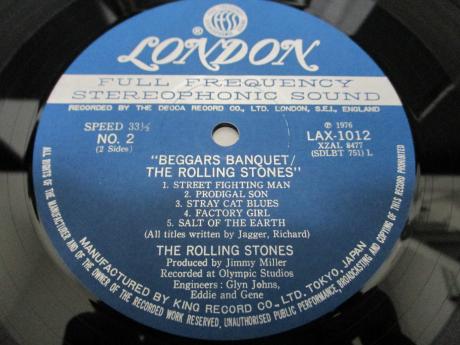 ®
LONDON
FULL FREQUENCY
STEREOPHONIC SOUND
RECORDED BY THE DECCA RECORD CO., LTD. LONDON, S.E.I., ENGLAND
SPEED 33⅓
NO. 2
(2 Sides)
℗ 1976
LAX-1012
XZAL 8477
(SDLBT 751) L
"BEGGARS BANQUET/
THE ROLLING STONES"
1. STREET FIGHTING MAN
2. PRODIGAL SON
3. STRAY CAT BLUES
4. FACTORY GIRL
5. SALT OF THE EARTH
(All titles written by Jagger, Richard)
THE ROLLING STONES
Produced by Jimmy Miller
Recorded at Olympic Studios
Engineers : Glyn Johns,
Eddie and Gene
MANUFACTURED BY KING RECORD CO., LTD. TOKYO, JAPAN
ALL RIGHTS OF THE MANUFACTURER AND OF THE OWNER OF THE RECORDED WORK RESERVED, UNAUTHORISED PUBLIC PERFORMANCE, BROADCASTING AND COPYING OF THIS RECORD PROHIBITED